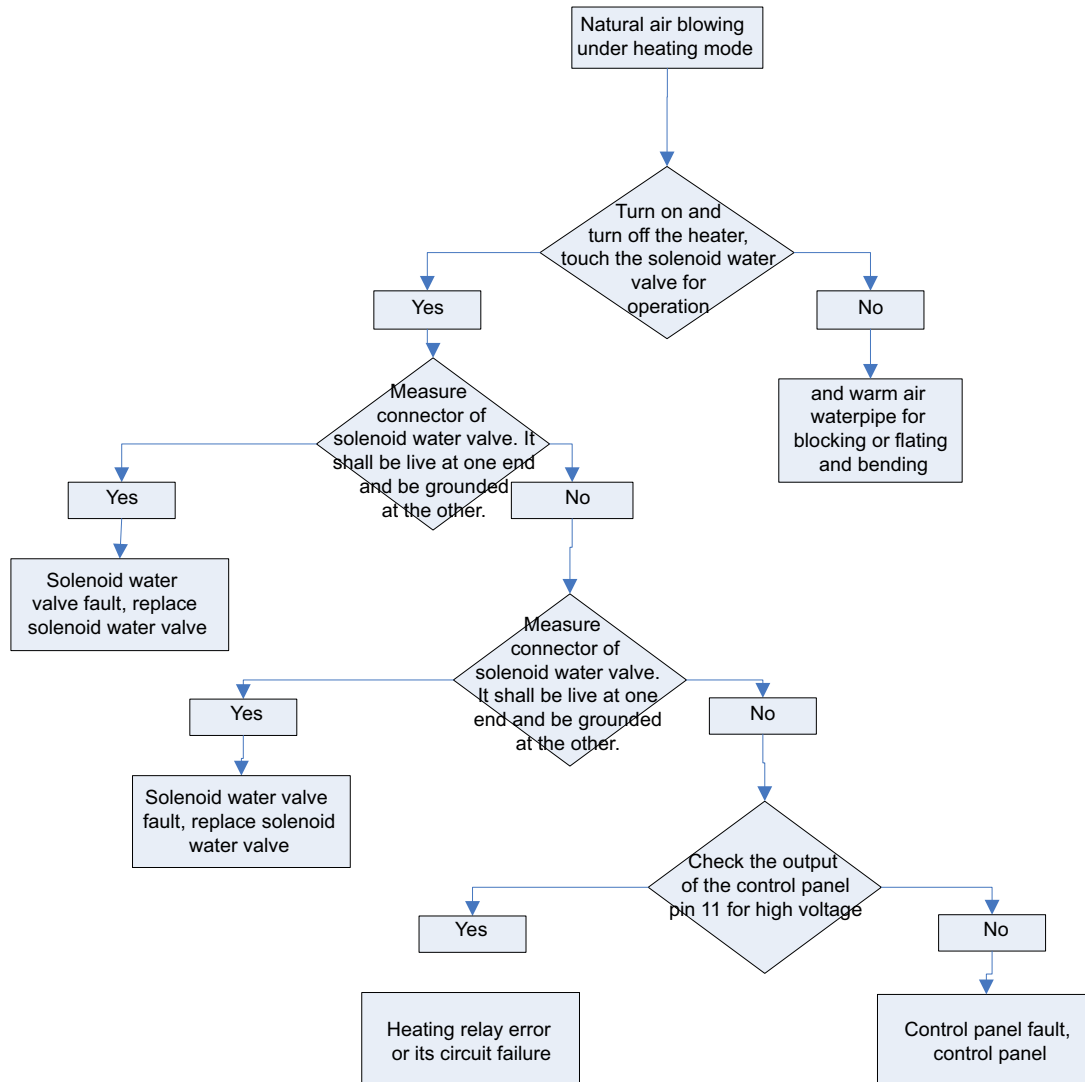 Natural air blowing
under heating mode
Turn on and
turn off the heater,
touch the solenoid water
valve for
operation
Yes
No
Measure
connector of
solenoid water valve. It
shall be live at one end
and be grounded
at the other.
and warm air
waterpipe for
blocking or flating
and bending
Yes
No
Solenoid water
valve fault, replace
solenoid water valve
Measure
connector of
solenoid water valve.
It shall be live at one
end and be grounded
at the other.
Yes
No
Solenoid water valve
fault, replace solenoid
water valve
Check the output
of the control panel
pin 11 for high voltage
Yes
No
Heating relay error
or its circuit failure
Control panel fault,
control panel